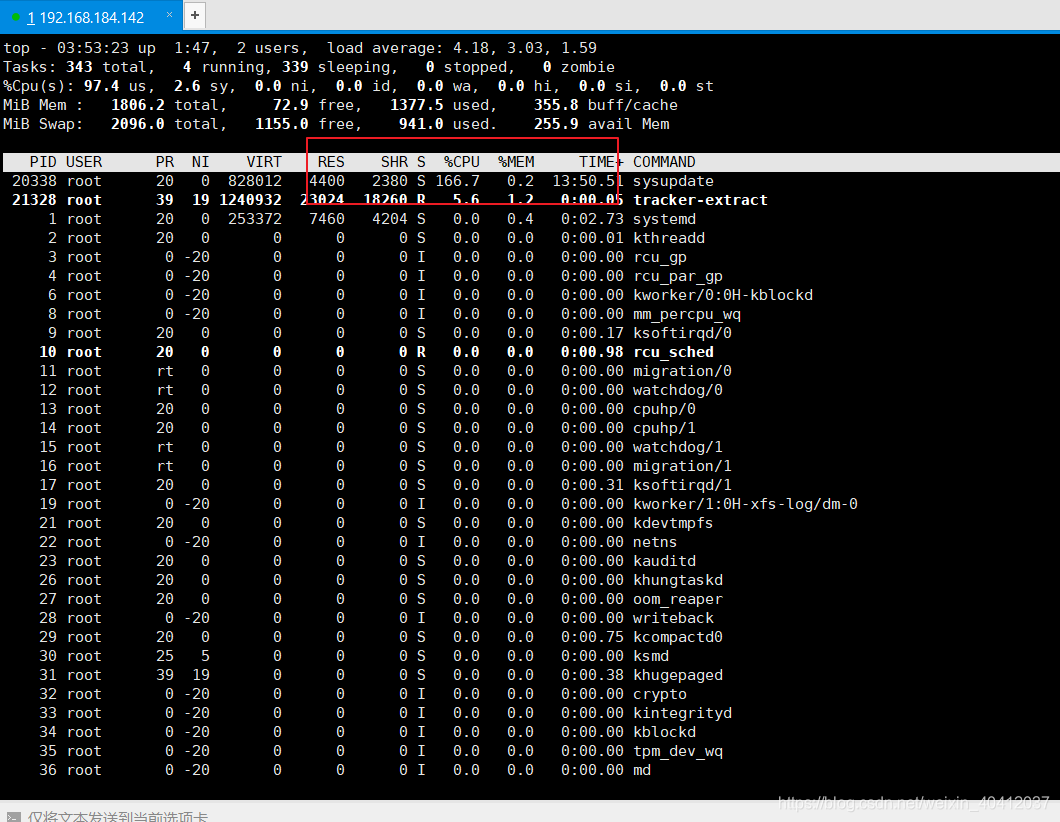 1 192.168.184.142 × +
top - 03:53:23 up  1:47,  2 users,  load average: 4.18, 3.03, 1.59
Tasks: 343 total,   4 running, 339 sleeping,   0 stopped,   0 zombie
%Cpu(s): 97.4 us,  2.6 sy,  0.0 ni,  0.0 id,  0.0 wa,  0.0 hi,  0.0 si,  0.0 st
MiB Mem :   1806.2 total,     72.9 free,   1377.5 used,    355.8 buff/cache
MiB Swap:   2096.0 total,   1155.0 free,    941.0 used.    255.9 avail Mem
PID USER      PR  NI    VIRT    RES    SHR S  %CPU  %MEM     TIME+ COMMAND
20338 root      20   0  828012   4400   2380 S 166.7   0.2  13:50.51 sysupdate
21328 root      39  19 1240932  23024  18260 R   5.6   1.2   0:00.05 tracker-extract
1 root      20   0  253372   7460   4204 S   0.0   0.4   0:02.73 systemd
2 root      20   0       0      0      0 S   0.0   0.0   0:00.01 kthreadd
3 root       0 -20       0      0      0 I   0.0   0.0   0:00.00 rcu_gp
4 root       0 -20       0      0      0 I   0.0   0.0   0:00.00 rcu_par_gp
6 root       0 -20       0      0      0 I   0.0   0.0   0:00.00 kworker/0:0H-kblockd
8 root       0 -20       0      0      0 I   0.0   0.0   0:00.00 mm_percpu_wq
9 root      20   0       0      0      0 S   0.0   0.0   0:00.17 ksoftirqd/0
10 root      20   0       0      0      0 R   0.0   0.0   0:00.98 rcu_sched
11 root      rt   0       0      0      0 S   0.0   0.0   0:00.00 migration/0
12 root      rt   0       0      0      0 S   0.0   0.0   0:00.00 watchdog/0
13 root      20   0       0      0      0 S   0.0   0.0   0:00.00 cpuhp/0
14 root      20   0       0      0      0 S   0.0   0.0   0:00.00 cpuhp/1
15 root      rt   0       0      0      0 S   0.0   0.0   0:00.00 watchdog/1
16 root      rt   0       0      0      0 S   0.0   0.0   0:00.00 migration/1
17 root      20   0       0      0      0 S   0.0   0.0   0:00.31 ksoftirqd/1
19 root       0 -20       0      0      0 I   0.0   0.0   0:00.00 kworker/1:0H-xfs-log/dm-0
21 root      20   0       0      0      0 S   0.0   0.0   0:00.00 kdevtmpfs
22 root       0 -20       0      0      0 I   0.0   0.0   0:00.00 netns
23 root      20   0       0      0      0 S   0.0   0.0   0:00.00 kauditd
26 root      20   0       0      0      0 S   0.0   0.0   0:00.00 khungtaskd
27 root      20   0       0      0      0 S   0.0   0.0   0:00.00 oom_reaper
28 root       0 -20       0      0      0 I   0.0   0.0   0:00.00 writeback
29 root      20   0       0      0      0 S   0.0   0.0   0:00.75 kcompactd0
30 root      25   5       0      0      0 S   0.0   0.0   0:00.00 ksmd
31 root      39  19       0      0      0 S   0.0   0.0   0:00.38 khugepaged
32 root       0 -20       0      0      0 I   0.0   0.0   0:00.00 crypto
33 root       0 -20       0      0      0 I   0.0   0.0   0:00.00 kintegrityd
34 root       0 -20       0      0      0 I   0.0   0.0   0:00.00 kblockd
35 root       0 -20       0      0      0 I   0.0   0.0   0:00.00 tpm_dev_wq
36 root       0 -20       0      0      0 I   0.0   0.0   0:00.00 md
https://blog.csdn.net/weixin_40412037
仅将文本发送到当前选项卡